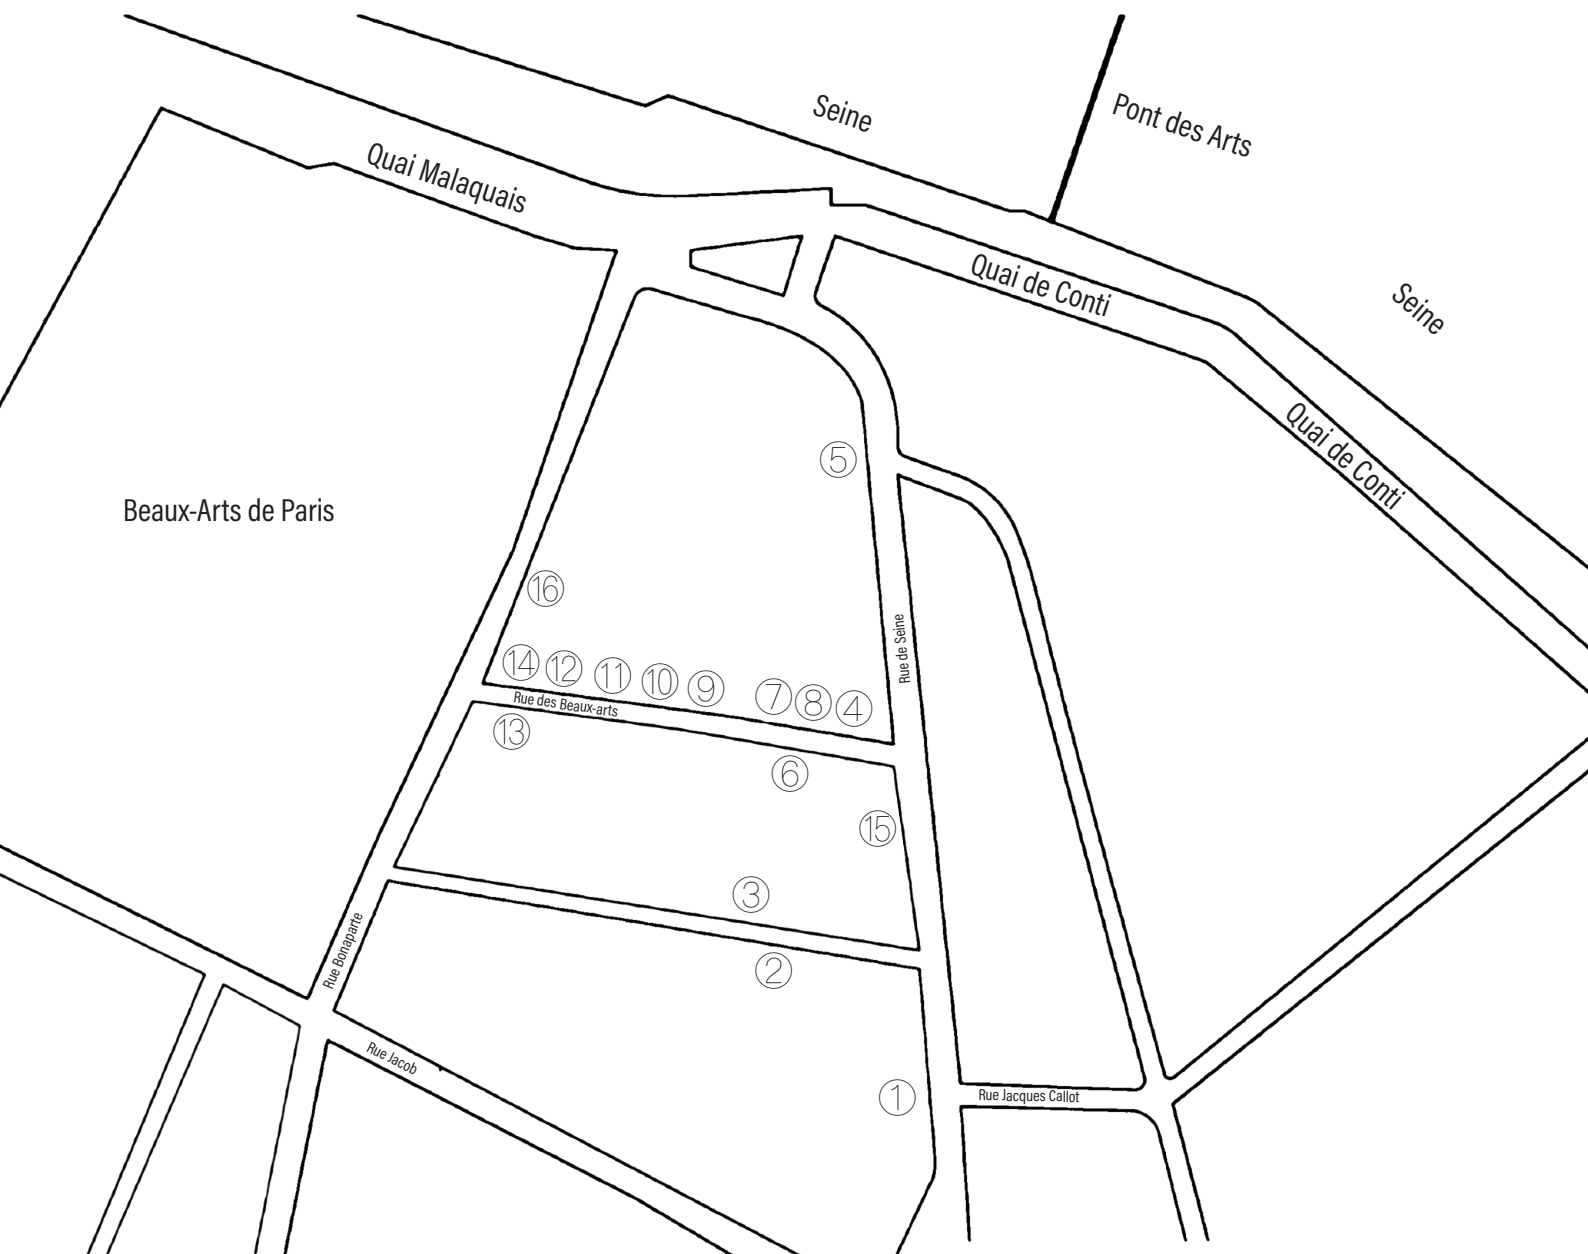 Seine
Pont des Arts
Quai Malaquais
Quai de Conti
Seine
Quai de Conti
⑤
Beaux-Arts de Paris
⑯
Rue de Seine
⑭ ⑫ ⑪ ⑩ ⑨ ⑦ ⑧ ④
Rue des Beaux-arts
⑬
⑥
⑮
③
Rue Bonaparte
②
Rue Jacob
①
Rue Jacques Callot